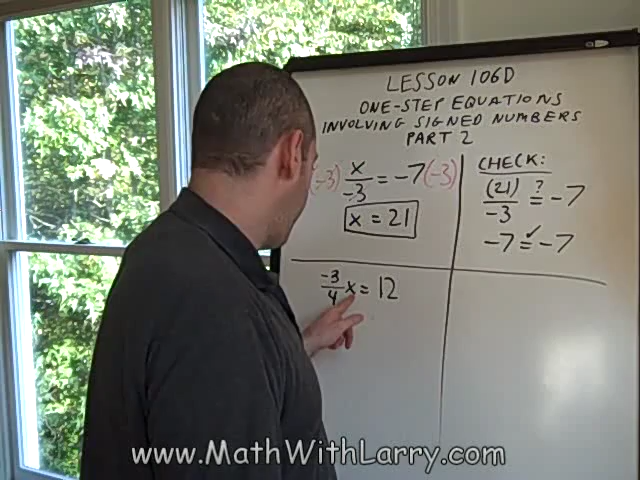 LESSON 106D
ONE-STEP EQUATIONS
INVOLVING SIGNED NUMBERS
PART 2
(-3) x/-3 = -7(-3)
x = 21
CHECK:
(21)/-3 ?= -7
-7 =✓ -7
-3/4 x = 12
www.MathWithLarry.com